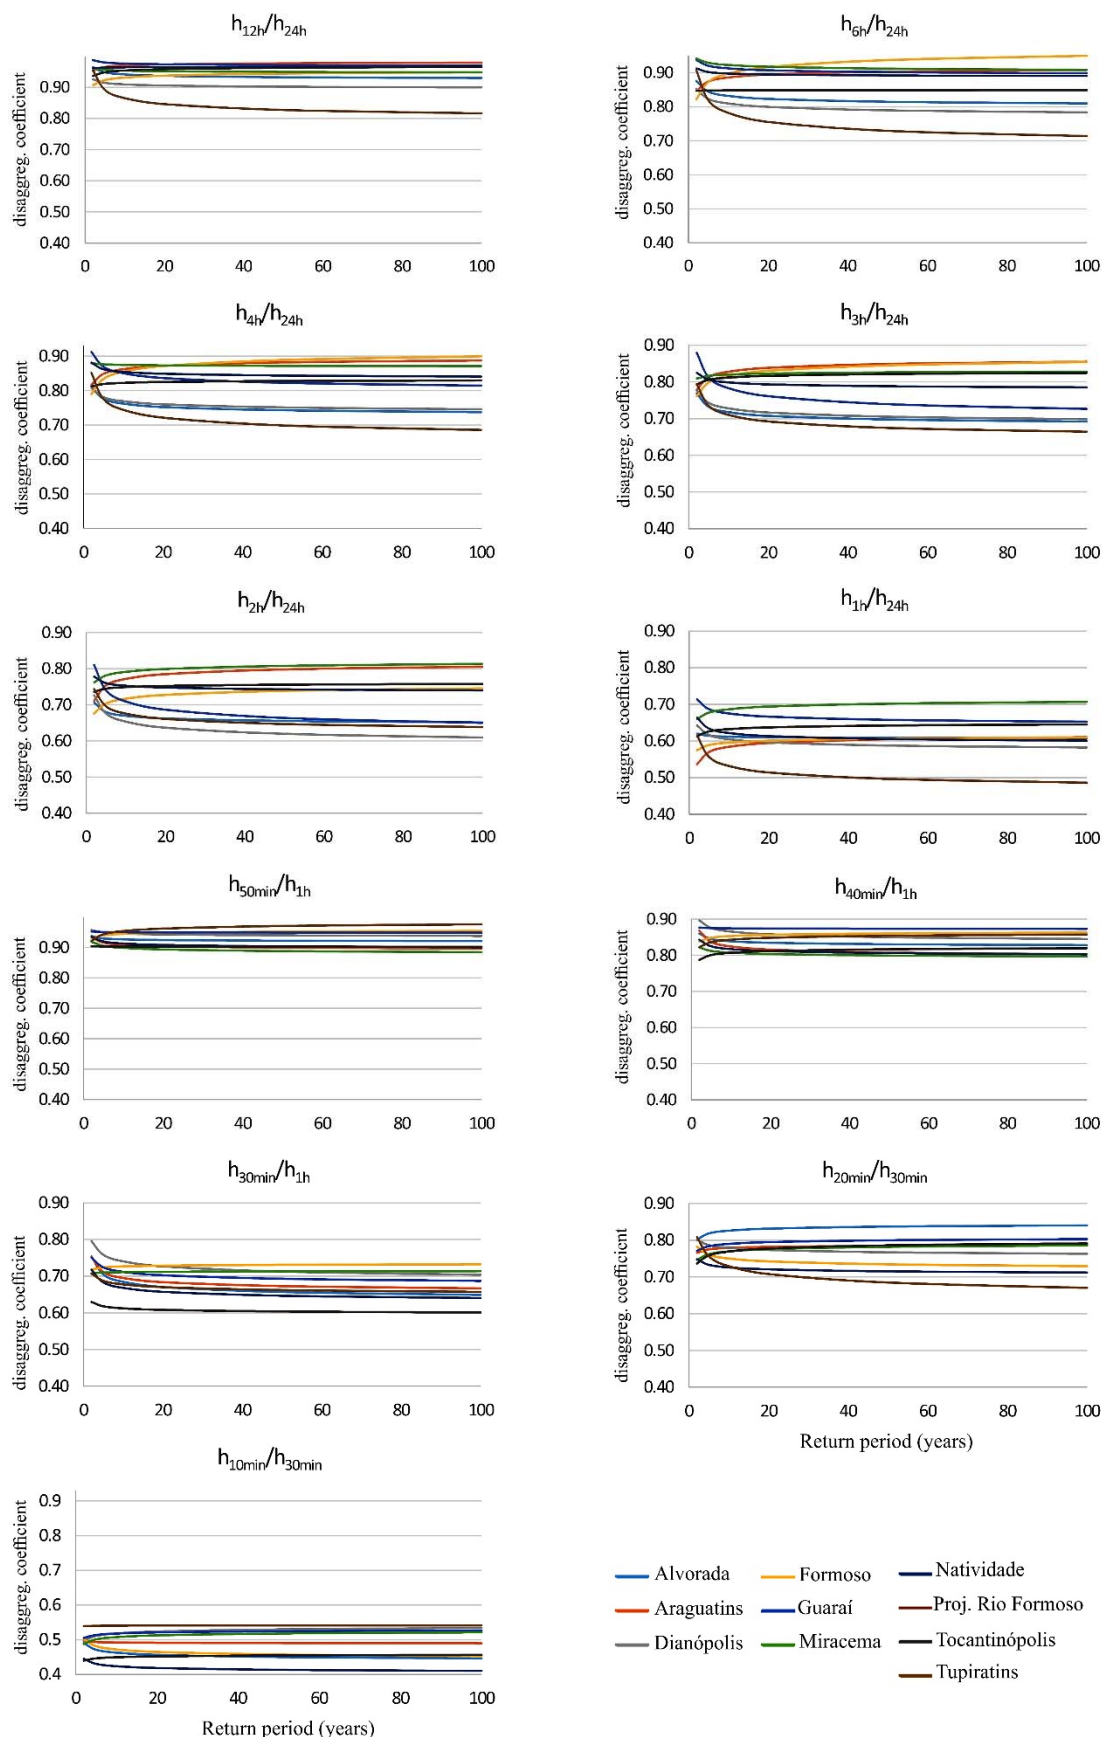 h12h/h24h
disaggreg. coefficient
0.90
0.80
0.70
0.60
0.50
0.40
0 20 40 60 80 100
h6h/h24h
disaggreg. coefficient
0.90
0.80
0.70
0.60
0.50
0.40
0 20 40 60 80 100
h4h/h24h
disaggreg. coefficient
0.90
0.80
0.70
0.60
0.50
0.40
0 20 40 60 80 100
h3h/h24h
disaggreg. coefficient
0.90
0.80
0.70
0.60
0.50
0.40
0 20 40 60 80 100
h2h/h24h
disaggreg. coefficient
0.90
0.80
0.70
0.60
0.50
0.40
0 20 40 60 80 100
h1h/h24h
disaggreg. coefficient
0.90
0.80
0.70
0.60
0.50
0.40
0 20 40 60 80 100
h50min/h1h
disaggreg. coefficient
0.90
0.80
0.70
0.60
0.50
0.40
0 20 40 60 80 100
h40min/h1h
disaggreg. coefficient
0.90
0.80
0.70
0.60
0.50
0.40
0 20 40 60 80 100
h30min/h1h
disaggreg. coefficient
0.90
0.80
0.70
0.60
0.50
0.40
0 20 40 60 80 100
h20min/h30min
disaggreg. coefficient
0.90
0.80
0.70
0.60
0.50
0.40
0 20 40 60 80 100
Return period (years)
h10min/h30min
disaggreg. coefficient
0.9
0.8
0.7
0.6
0.5
0.4
0 20 40 60 80 100
Return period (years)
Alvorada
Araguatins
Dianópolis
Formoso
Guaraí
Miracema
Natividade
Proj. Rio Formoso
Tocantinópolis
Tupiratins